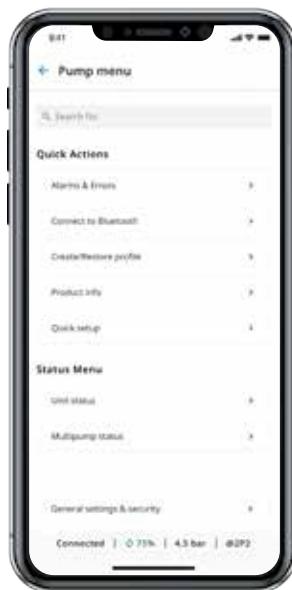 9:41
Pump menu
Search for
Quick Actions
Alarms & Errors
Connect to Bluetooth
Create/Restore profile
Product info
Quick setup
Status Menu
Unit status
Multipump status
General settings & security
Connected | 75% | 4.5 bar | @2P2